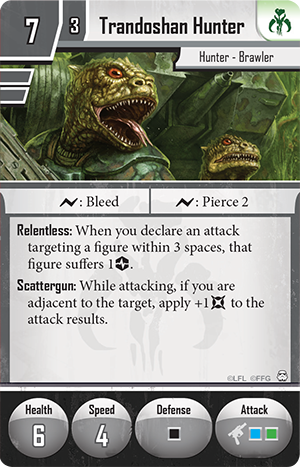 7
3
Trandoshan Hunter
Hunter - Brawler
: Bleed
: Pierce 2
Relentless: When you declare an attack
targeting a figure within 3 spaces, that
figure suffers 1.
Scattergun: While attacking, if you are
adjacent to the target, apply +1 to the
attack results.
©LFL ©FFG
Health
Speed
Defense
Attack
6
4